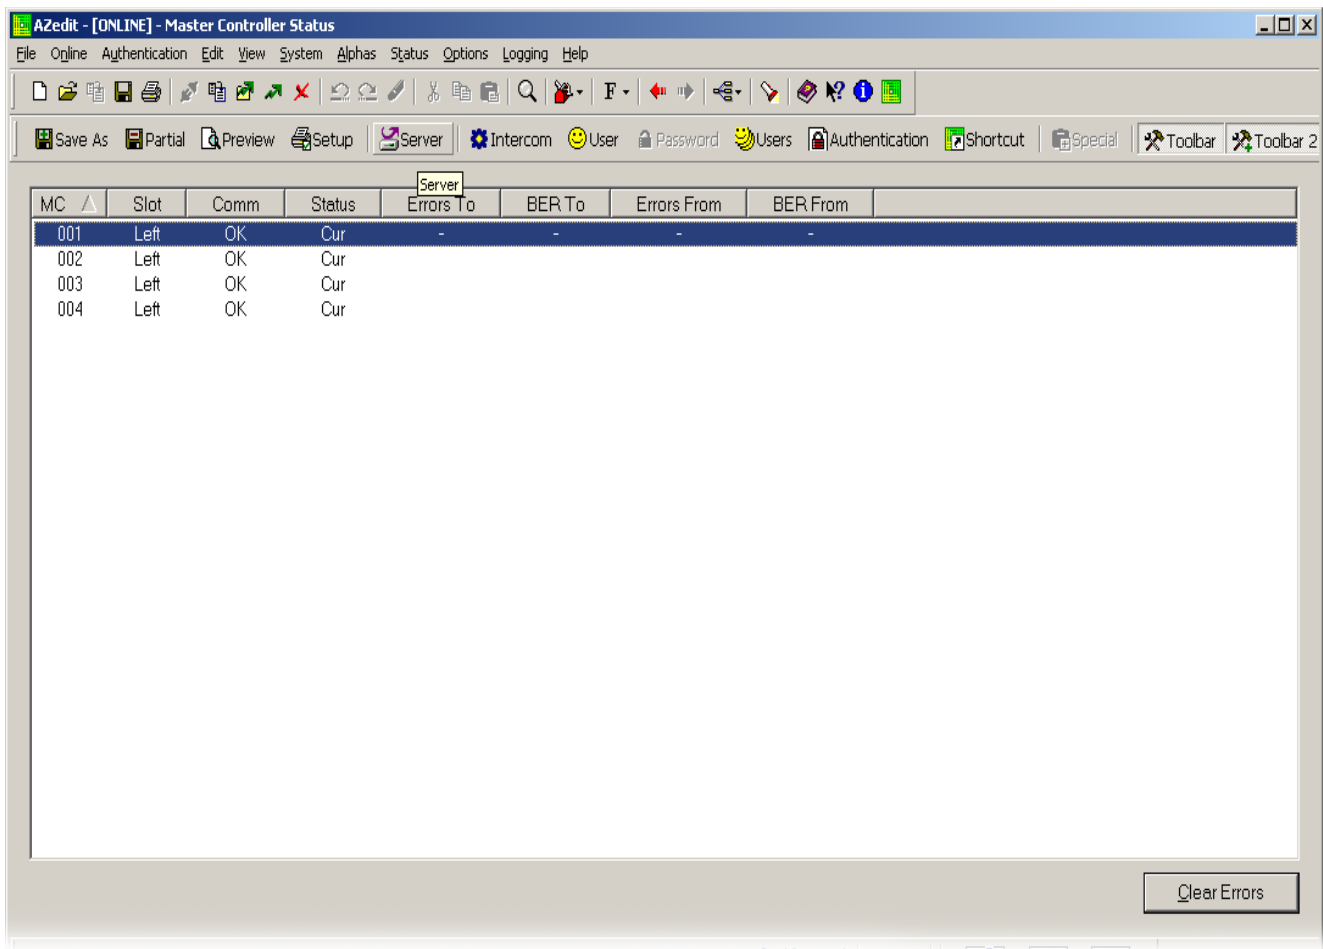 AZedit - [ONLINE] - Master Controller Status
File Online Authentication Edit View System Alphas Status Options Logging Help
F
Save As Partial Preview Setup Server Intercom User Password Users Authentication Shortcut Special Toolbar Toolbar 2
Server
MC Slot Comm Status Errors To BER To Errors From BER From
001 Left OK Cur - - - -
002 Left OK Cur
003 Left OK Cur
004 Left OK Cur
Clear Errors